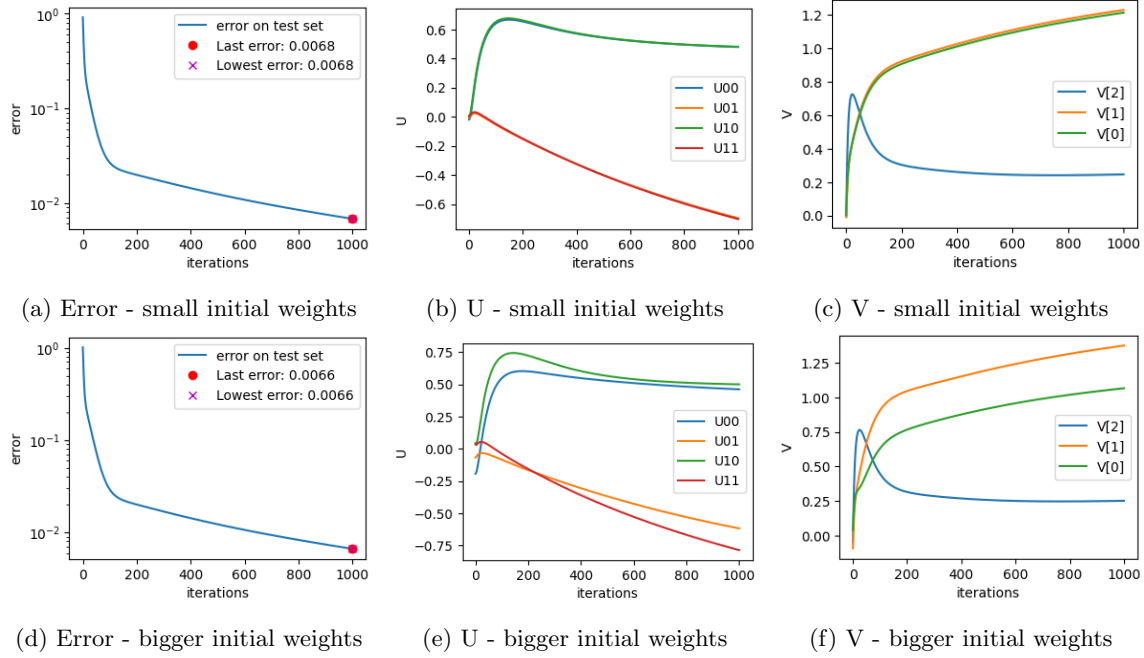 10⁰
10⁻¹
10⁻²
error
0 200 400 600 800 1000
iterations
error on test set
Last error: 0.0068
Lowest error: 0.0068
(a) Error - small initial weights
0.6
0.4
0.2
0.0
−0.2
−0.4
−0.6
U
0 200 400 600 800 1000
iterations
U00
U01
U10
U11
(b) U - small initial weights
1.2
1.0
0.8
0.6
0.4
0.2
0.0
V
0 200 400 600 800 1000
iterations
V[2]
V[1]
V[0]
(c) V - small initial weights
10⁰
10⁻¹
10⁻²
error
0 200 400 600 800 1000
iterations
error on test set
Last error: 0.0066
Lowest error: 0.0066
(d) Error - bigger initial weights
0.75
0.50
0.25
0.00
−0.25
−0.50
−0.75
U
0 200 400 600 800 1000
iterations
U00
U01
U10
U11
(e) U - bigger initial weights
1.25
1.00
0.75
0.50
0.25
0.00
V
0 200 400 600 800 1000
iterations
V[2]
V[1]
V[0]
(f) V - bigger initial weights